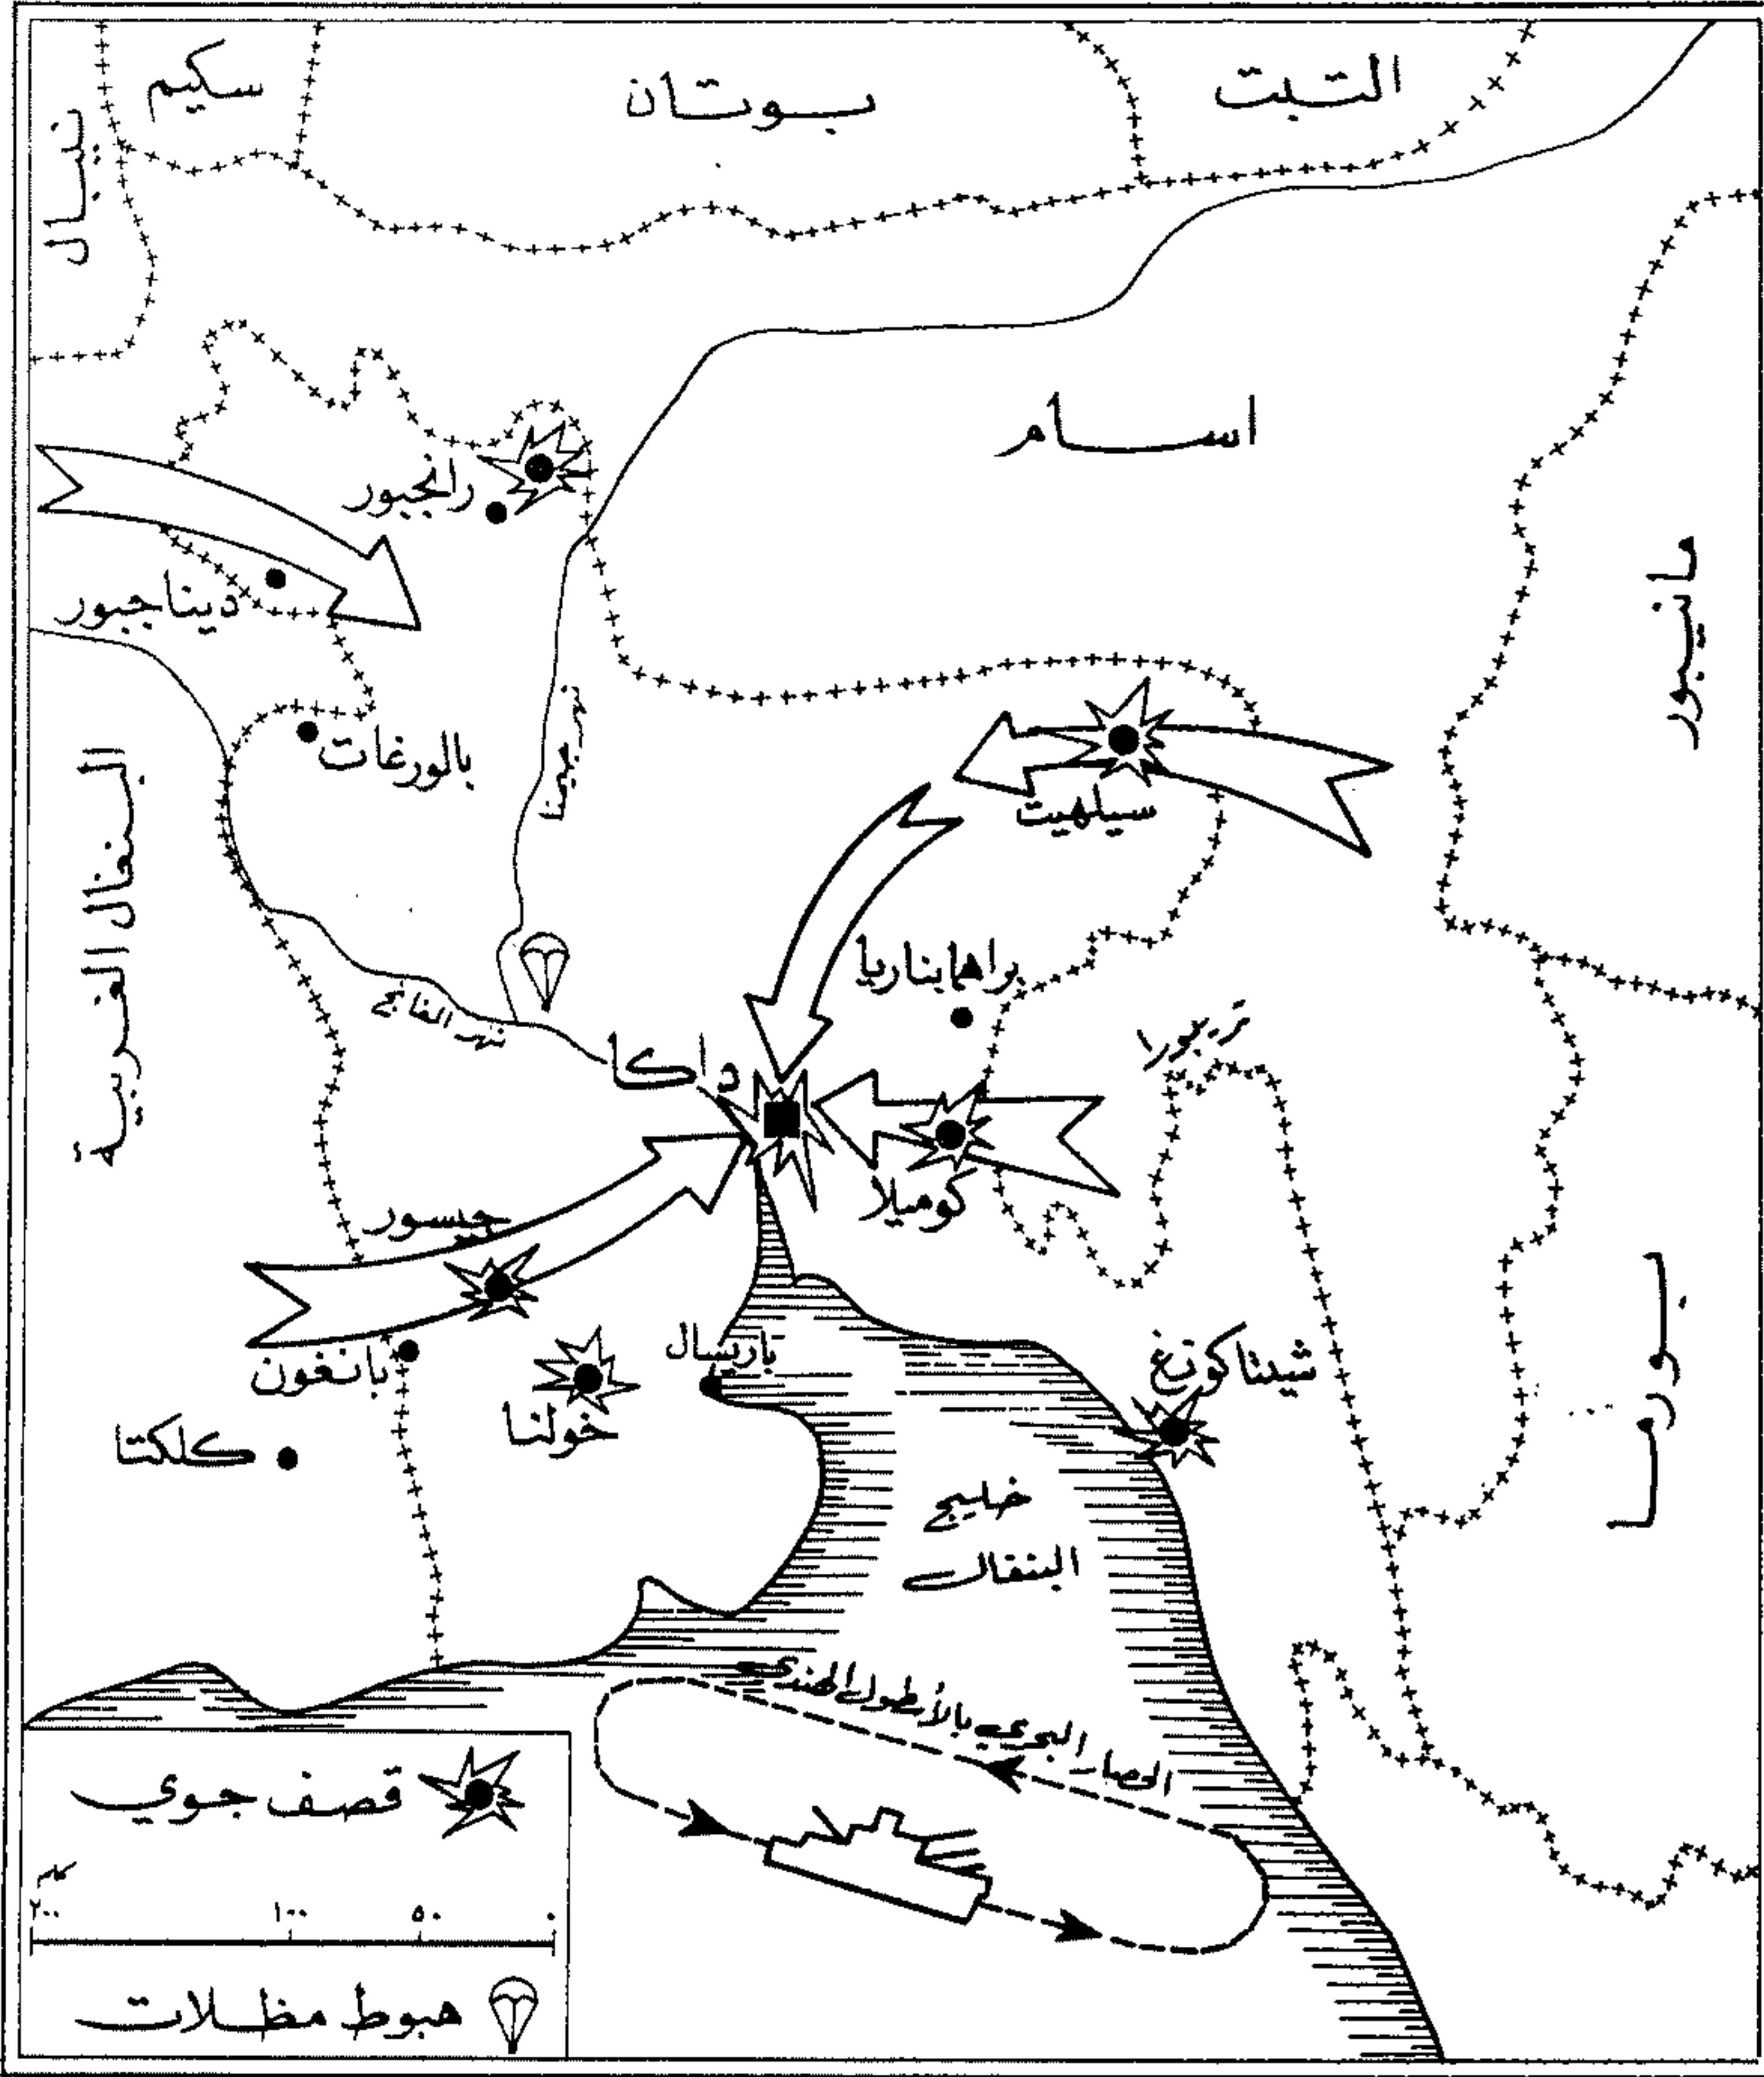 التبت
بوتان
سكيم
نيبال
اسام
مانيبور
رانجبور
ديناجبور
بالورغات
نهر جمنا
البنغال الغربية
سيلهيت
براهمايناريا
نهر الغانج
تريبورا
داكا
كوميلا
جيسور
بورما
بانغون
باريسال
شيتاكونغ
خولنا
كلكتا
خليج
البنغال
الحصار البحري بالأسطول الهندي
قصف جوي
كلم
٢٠٠ ١٠٠ ٥٠ ٠
هبوط مظلات